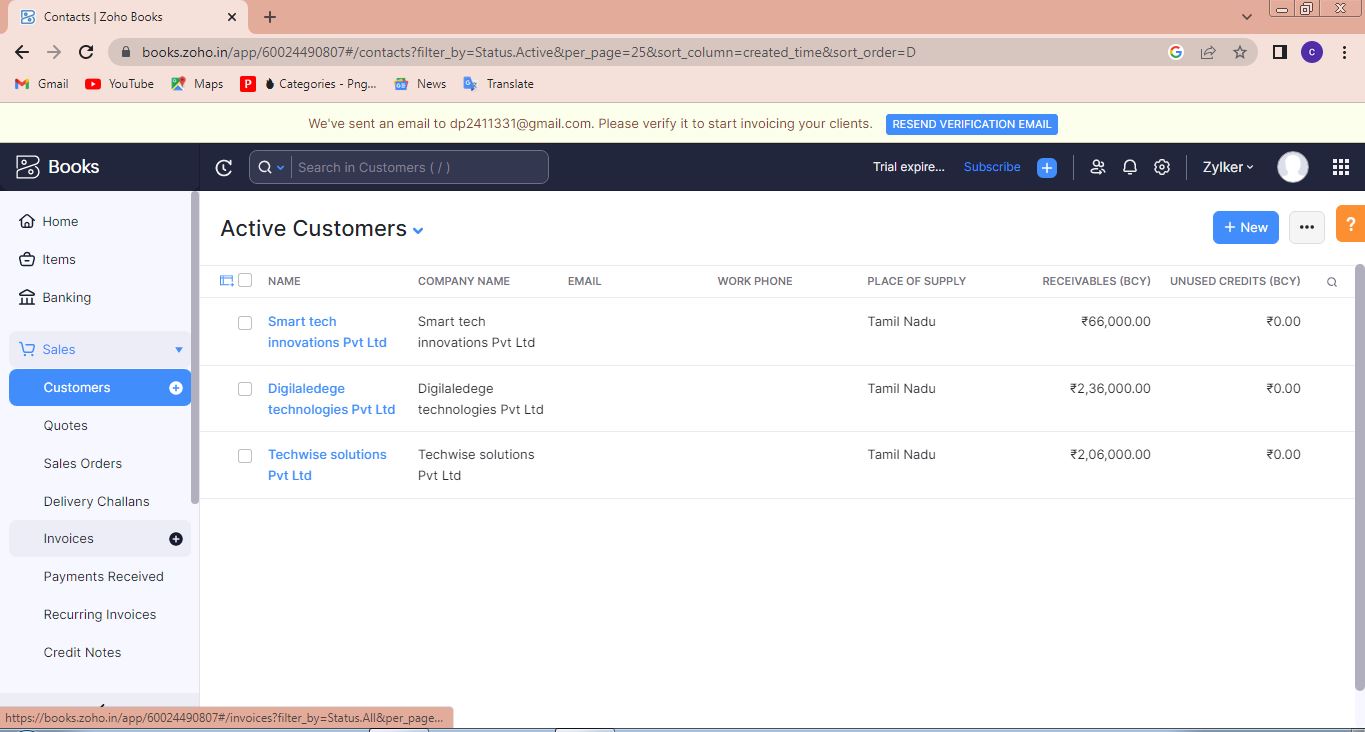 Contacts | Zoho Books
books.zoho.in/app/60024490807#/contacts?filter_by=Status.Active&per_page=25&sort_column=created_time&sort_order=D
c
Gmail YouTube Maps Categories - Png... News Translate
We've sent an email to dp2411331@gmail.com. Please verify it to start invoicing your clients. RESEND VERIFICATION EMAIL
Books Search in Customers ( / ) Trial expire... Subscribe Zylker
Home
Items
Banking
Sales
Customers
Quotes
Sales Orders
Delivery Challans
Invoices
Payments Received
Recurring Invoices
Credit Notes
Active Customers + New ... ?
NAME COMPANY NAME EMAIL WORK PHONE PLACE OF SUPPLY RECEIVABLES (BCY) UNUSED CREDITS (BCY)
Smart tech Smart tech Tamil Nadu ₹66,000.00 ₹0.00
innovations Pvt Ltd innovations Pvt Ltd
Digilaledege Digilaledege Tamil Nadu ₹2,36,000.00 ₹0.00
technologies Pvt Ltd technologies Pvt Ltd
Techwise solutions Techwise solutions Tamil Nadu ₹2,06,000.00 ₹0.00
Pvt Ltd Pvt Ltd
https://books.zoho.in/app/60024490807#/invoices?filter_by=Status.All&per_page...